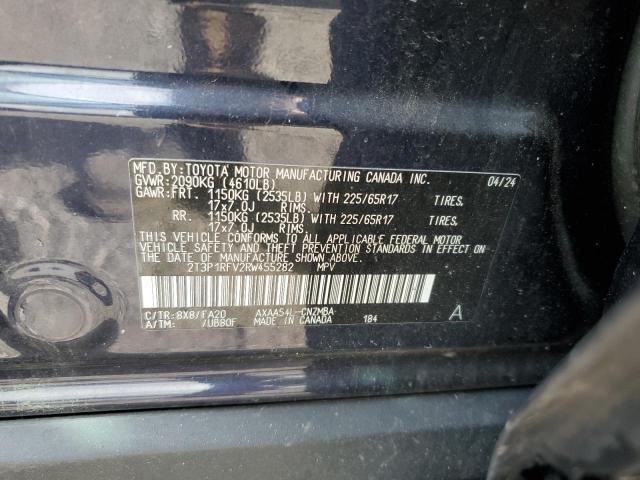 MFD.BY:TOYOTA MOTOR MANUFACTURING CANADA INC. 04/24
GVWR:2090KG (4610LB)
GAWR:FRT. 1150KG (2535LB) WITH 225/65R17 TIRES,
17x7.0J RIMS.
RR. 1150KG (2535LB) WITH 225/65R17 TIRES,
17x7.0J RIMS.
THIS VEHICLE CONFORMS TO ALL APPLICABLE FEDERAL MOTOR
VEHICLE SAFETY AND THEFT PREVENTION STANDARDS IN EFFECT ON
THE DATE OF MANUFACTURE SHOWN ABOVE.
2T3P1RFV2RW455282 MPV
C/TR:8X8/FA20 AXAA54L-CNZMBA
A/TM: /UB80F MADE IN CANADA 184 A